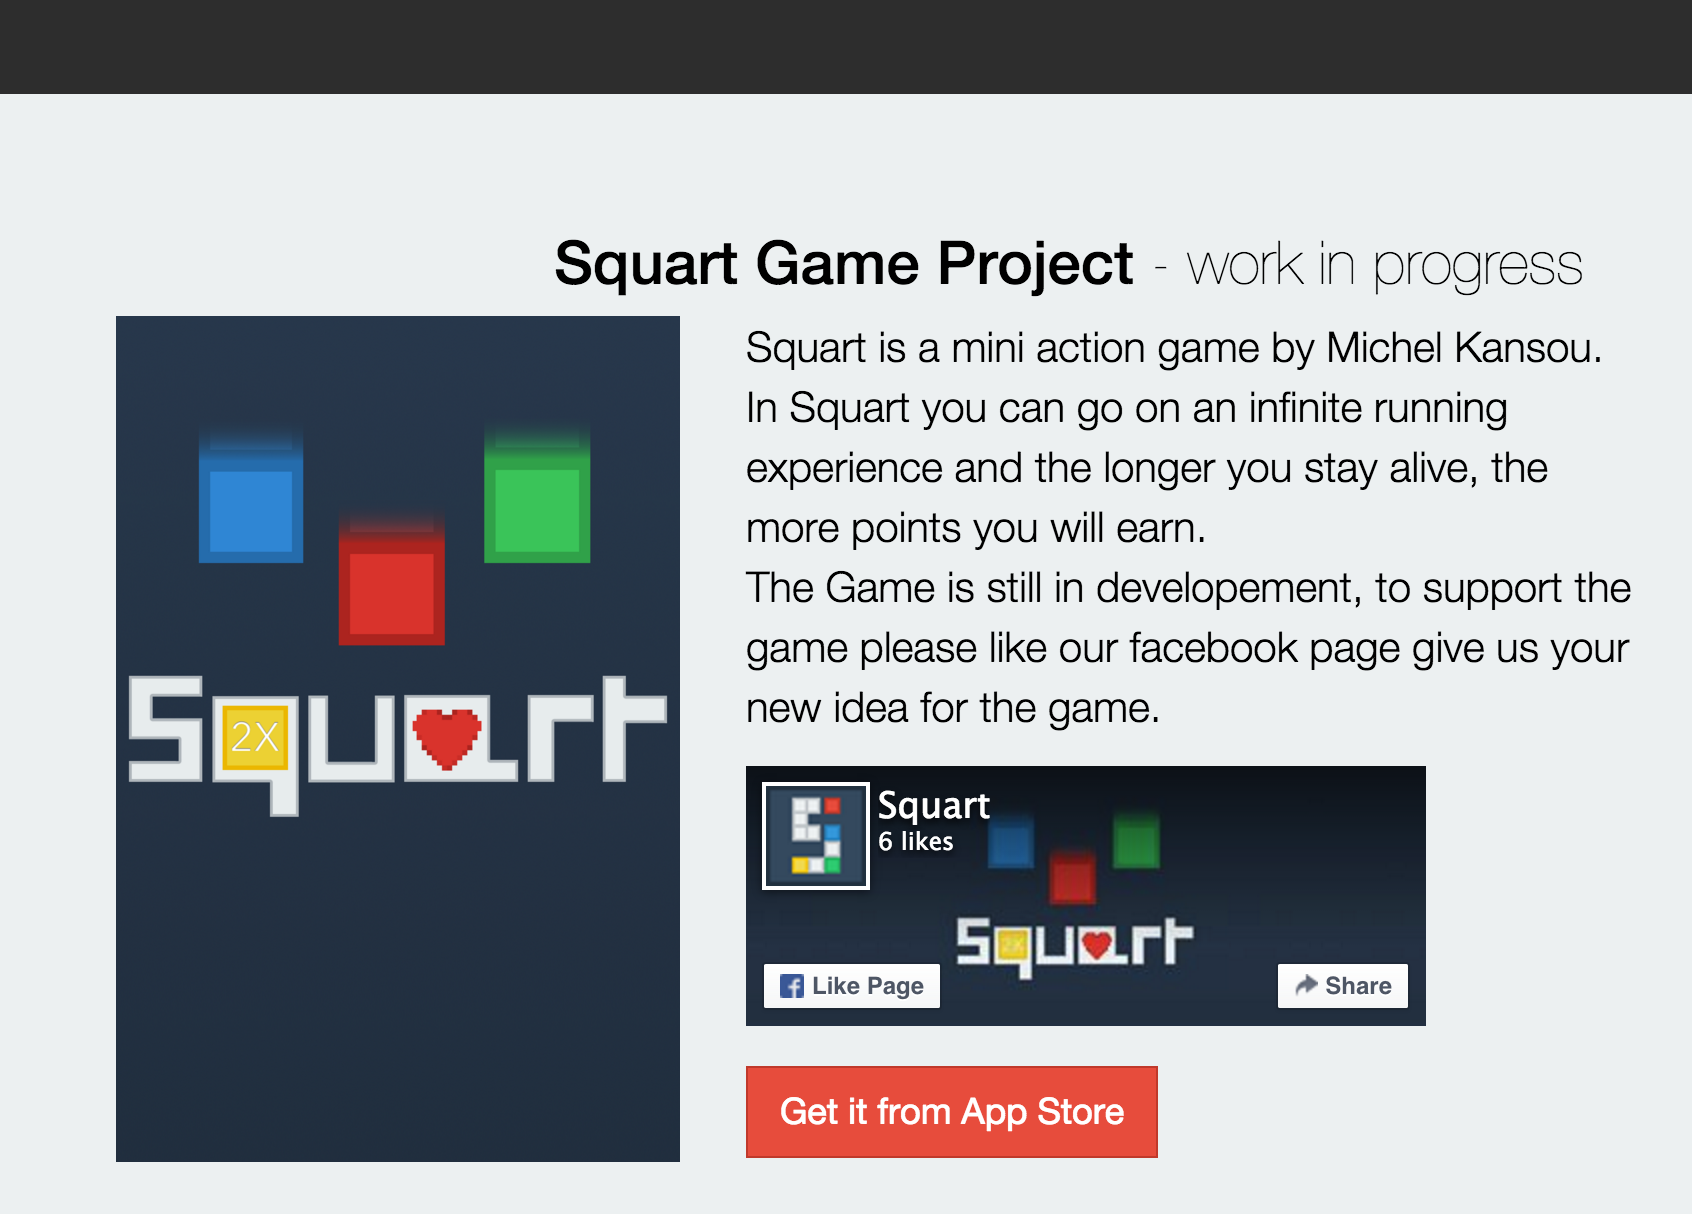 Squart Game Project - work in progress
2X
Squart
Squart is a mini action game by Michel Kansou.
In Squart you can go on an infinite running
experience and the longer you stay alive, the
more points you will earn.
The Game is still in developement, to support the
game please like our facebook page give us your
new idea for the game.
S
Squart
6 likes
2X
Squart
Like Page
Share
Get it from App Store